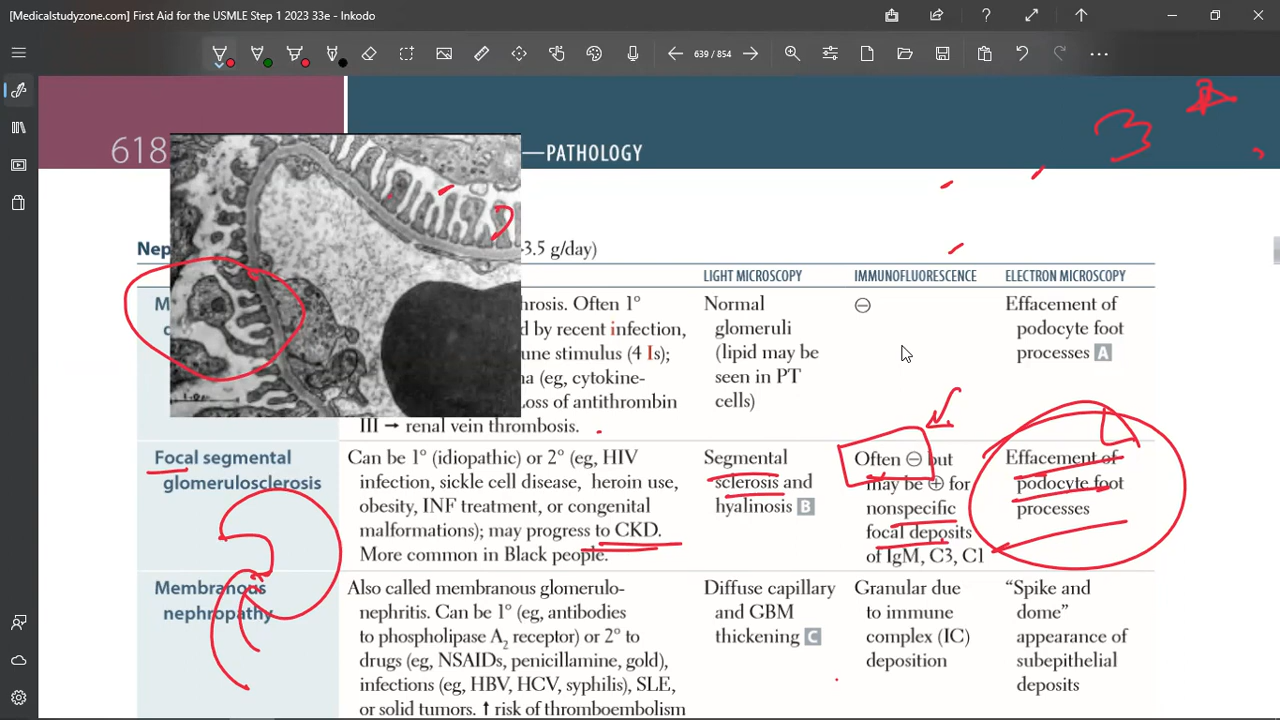 [Medicalstudyzone.com] First Aid for the USMLE Step 1 2023 33e - Inkodo
639 / 854
3
618
—PATHOLOGY
Nep 3.5 g/day)
LIGHT MICROSCOPY IMMUNOFLUORESCENCE ELECTRON MICROSCOPY
M hrosis. Often 1°
d by recent infection,
une stimulus (4 Is);
a (eg, cytokine-
Loss of antithrombin
III → renal vein thrombosis.
Normal
glomeruli
(lipid may be
seen in PT
cells)
⊖
Effacement of
podocyte foot
processes A
Focal segmental
glomerulosclerosis
Can be 1° (idiopathic) or 2° (eg, HIV
infection, sickle cell disease, heroin use,
obesity, INF treatment, or congenital
malformations); may progress to CKD.
More common in Black people.
Segmental
sclerosis and
hyalinosis B
Often ⊖ but
may be ⊕ for
nonspecific
focal deposits
of IgM, C3, C1
Effacement of
podocyte foot
processes
Membranous
nephropathy
Also called membranous glomerulo-
nephritis. Can be 1° (eg, antibodies
to phospholipase A2 receptor) or 2° to
drugs (eg, NSAIDs, penicillamine, gold),
infections (eg, HBV, HCV, syphilis), SLE,
or solid tumors. ↑ risk of thromboembolism
Diffuse capillary
and GBM
thickening C
Granular due
to immune
complex (IC)
deposition
“Spike and
dome”
appearance of
subepithelial
deposits